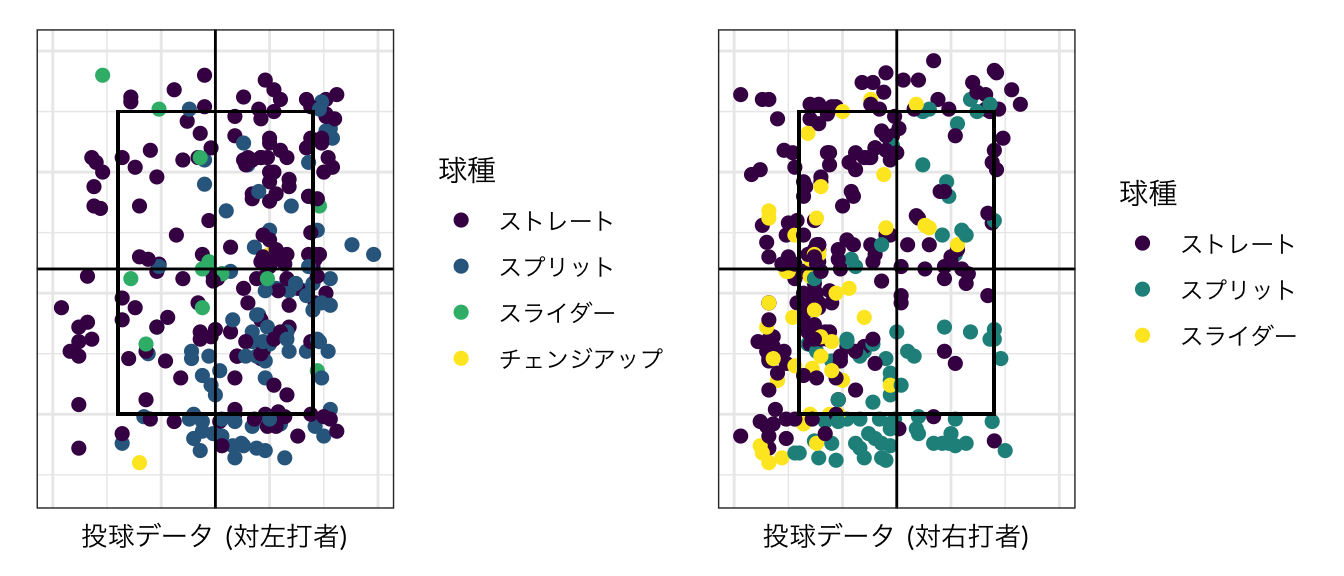 球種
ストレート
スプリット
スライダー
チェンジアップ
投球データ (対左打者)
球種
ストレート
スプリット
スライダー
投球データ (対右打者)